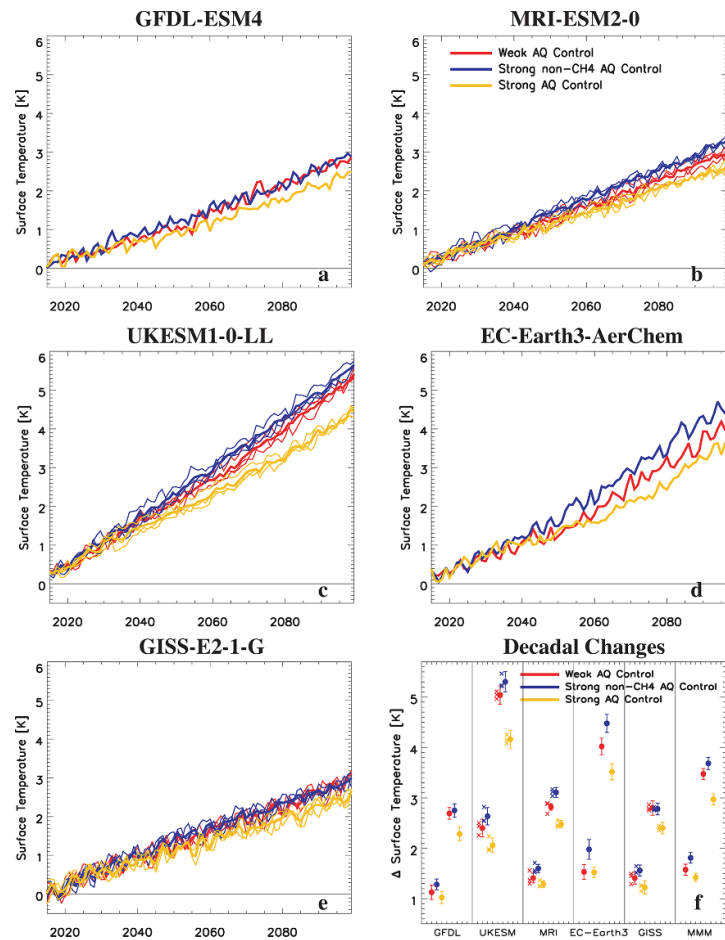 GFDL-ESM4
MRI-ESM2-0
6
5
4
3
2
1
0
Surface Temperature [K]
a
2020 2040 2060 2080
6
5
4
3
2
1
0
Surface Temperature [K]
Weak AQ Control
Strong non-CH4 AQ Control
Strong AQ Control
b
2020 2040 2060 2080
UKESM1-0-LL
EC-Earth3-AerChem
6
5
4
3
2
1
0
Surface Temperature [K]
c
2020 2040 2060 2080
6
5
4
3
2
1
0
Surface Temperature [K]
d
2020 2040 2060 2080
GISS-E2-1-G
Decadal Changes
6
5
4
3
2
1
0
Surface Temperature [K]
e
2020 2040 2060 2080
5
4
3
2
1
Δ Surface Temperature [K]
Weak AQ Control
Strong non-CH4 AQ Control
Strong AQ Control
f
GFDL UKESM MRI EC-Earth3 GISS MMM